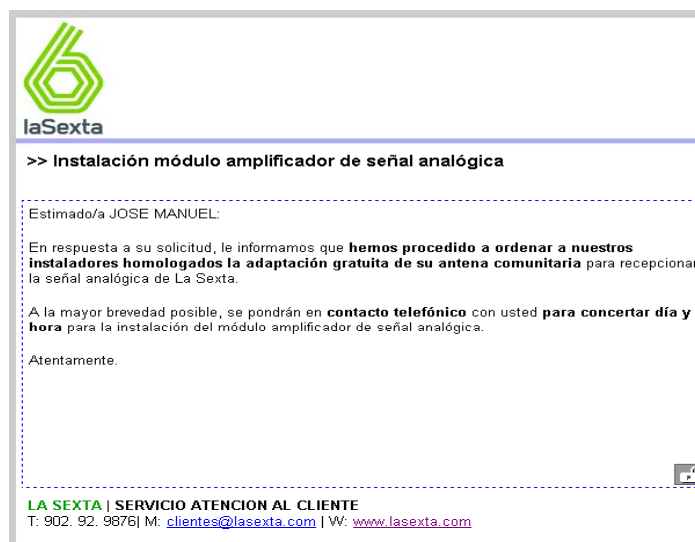 laSexta
>> Instalación módulo amplificador de señal analógica
Estimado/a JOSE MANUEL:
En respuesta a su solicitud, le informamos que hemos procedido a ordenar a nuestros
instaladores homologados la adaptación gratuita de su antena comunitaria para recepcionar
la señal analógica de La Sexta.
A la mayor brevedad posible, se pondrán en contacto telefónico con usted para concertar día y
hora para la instalación del módulo amplificador de señal analógica.
Atentamente.
LA SEXTA | SERVICIO ATENCION AL CLIENTE
T: 902. 92. 9876| M: clientes@lasexta.com | W: www.lasexta.com